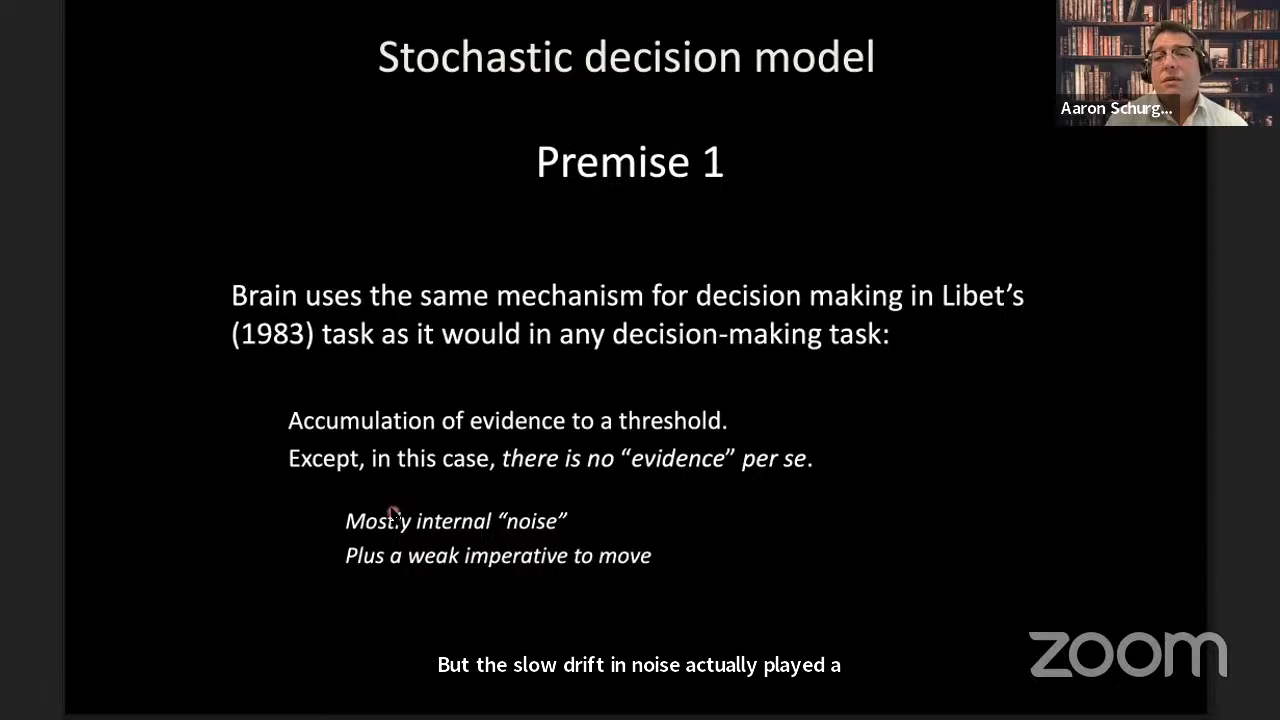 Stochastic decision model
Aaron Schurg...
Premise 1
Brain uses the same mechanism for decision making in Libet’s
(1983) task as it would in any decision-making task:
Accumulation of evidence to a threshold.
Except, in this case, there is no “evidence” per se.
Mostly internal “noise”
Plus a weak imperative to move
But the slow drift in noise actually played a
zoom